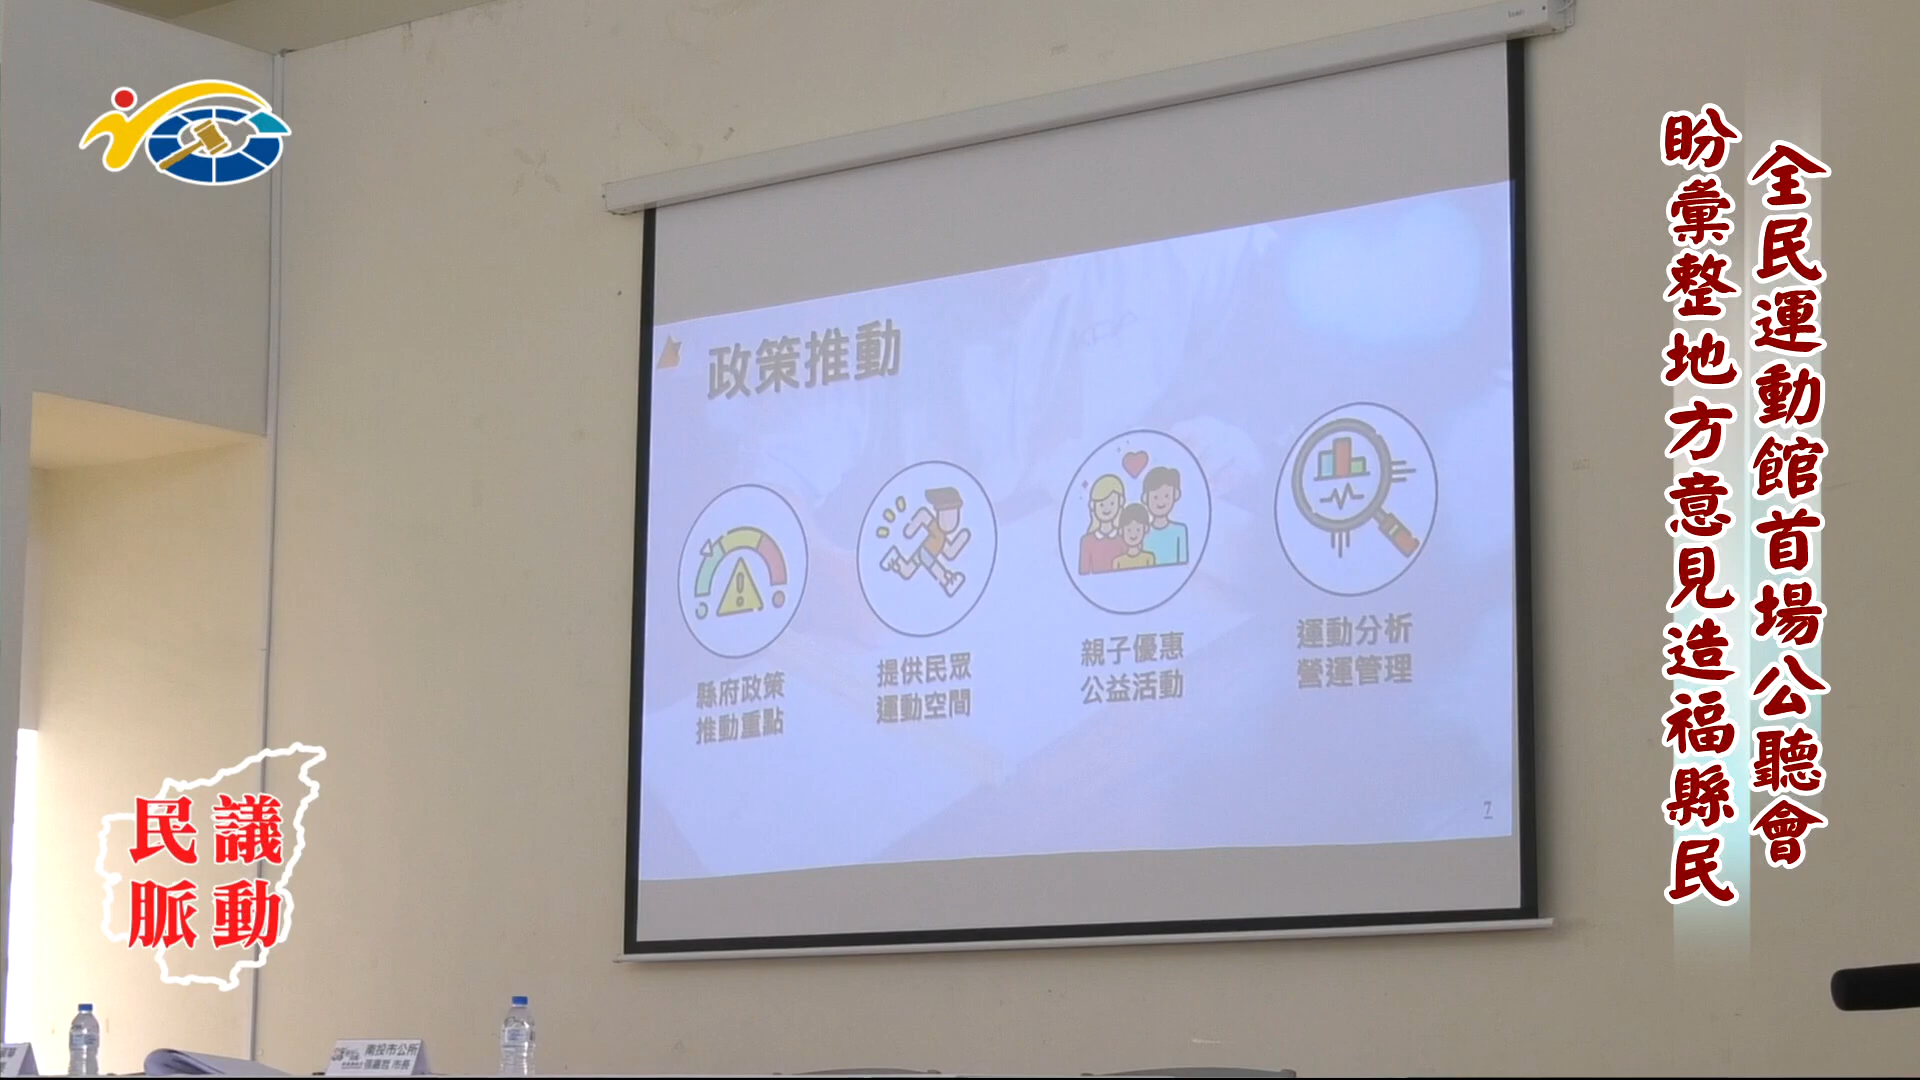 全民運動館首場公聽會
盼彙整地方意見造福縣民
政策推動
縣府政策
推動重點
提供民眾
運動空間
親子優惠
公益活動
運動分析
營運管理
7
民議
脈動
南投市公所
市長